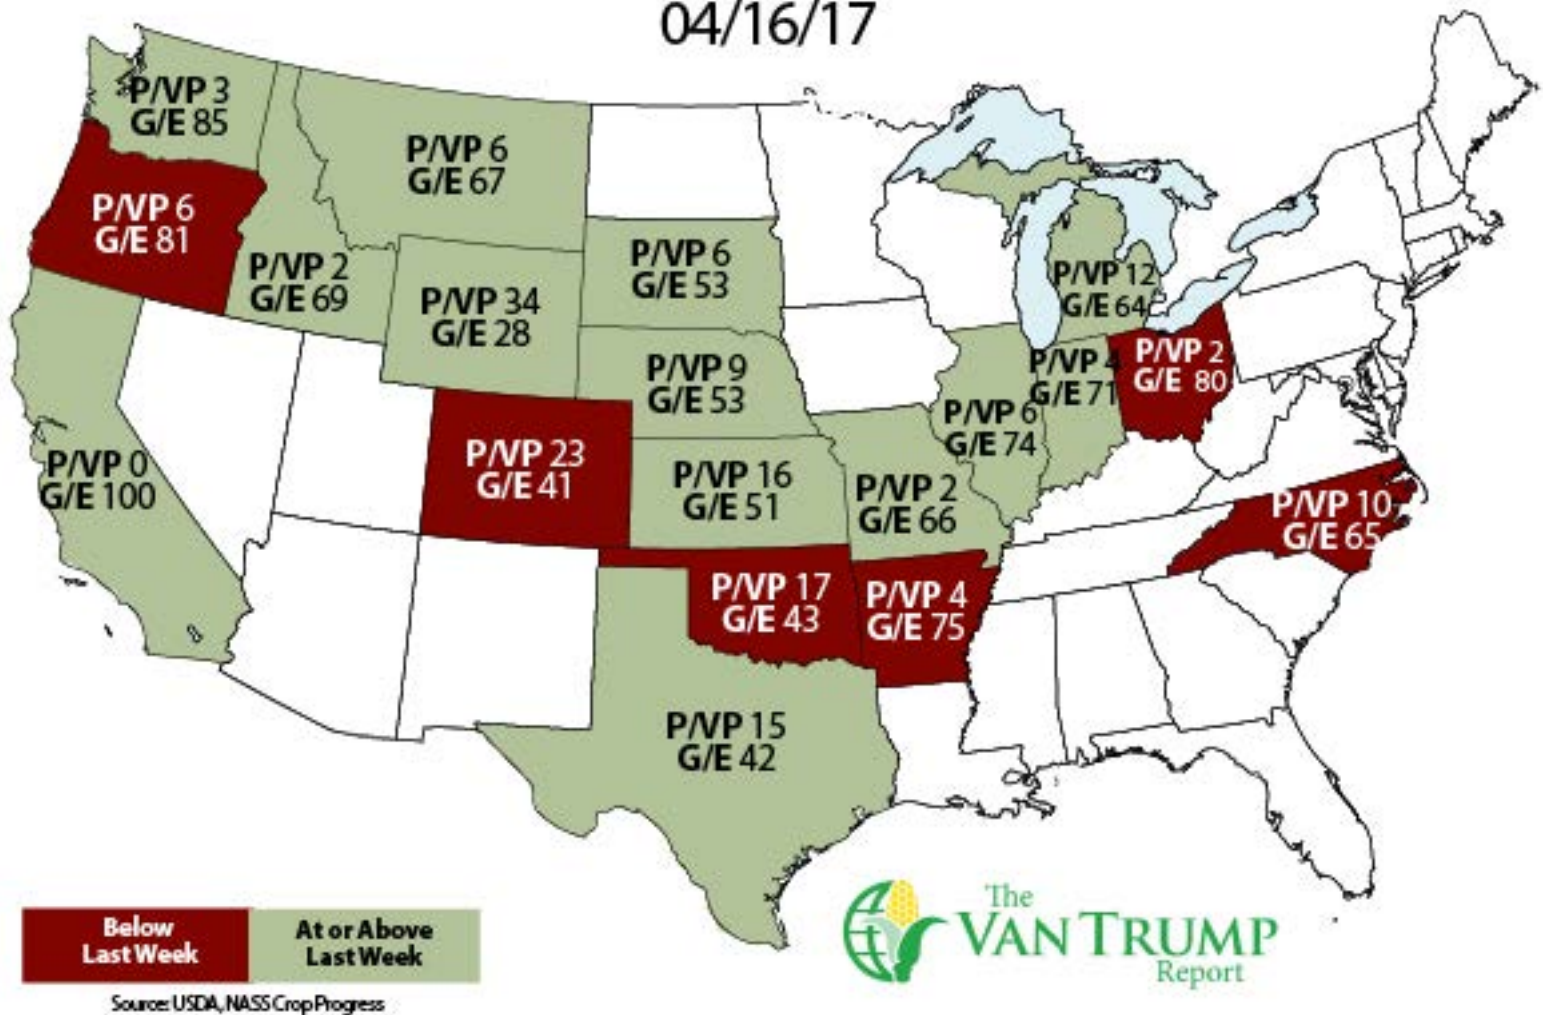 04/16/17
P/VP 3
G/E 85
P/VP 6
G/E 67
P/VP 6
G/E 81
P/VP 2
G/E 69
P/VP 34
G/E 28
P/VP 6
G/E 53
P/VP 12
G/E 64
P/VP 9
G/E 53
P/VP 4
G/E 71
P/VP 2
G/E 80
P/VP 6
G/E 74
P/VP 0
G/E 100
P/VP 23
G/E 41
P/VP 16
G/E 51
P/VP 2
G/E 66
P/VP 10
G/E 65
P/VP 17
G/E 43
P/VP 4
G/E 75
P/VP 15
G/E 42
Below
Last Week
At or Above
Last Week
Source: USDA, NASS Crop Progress
The
VAN TRUMP
Report